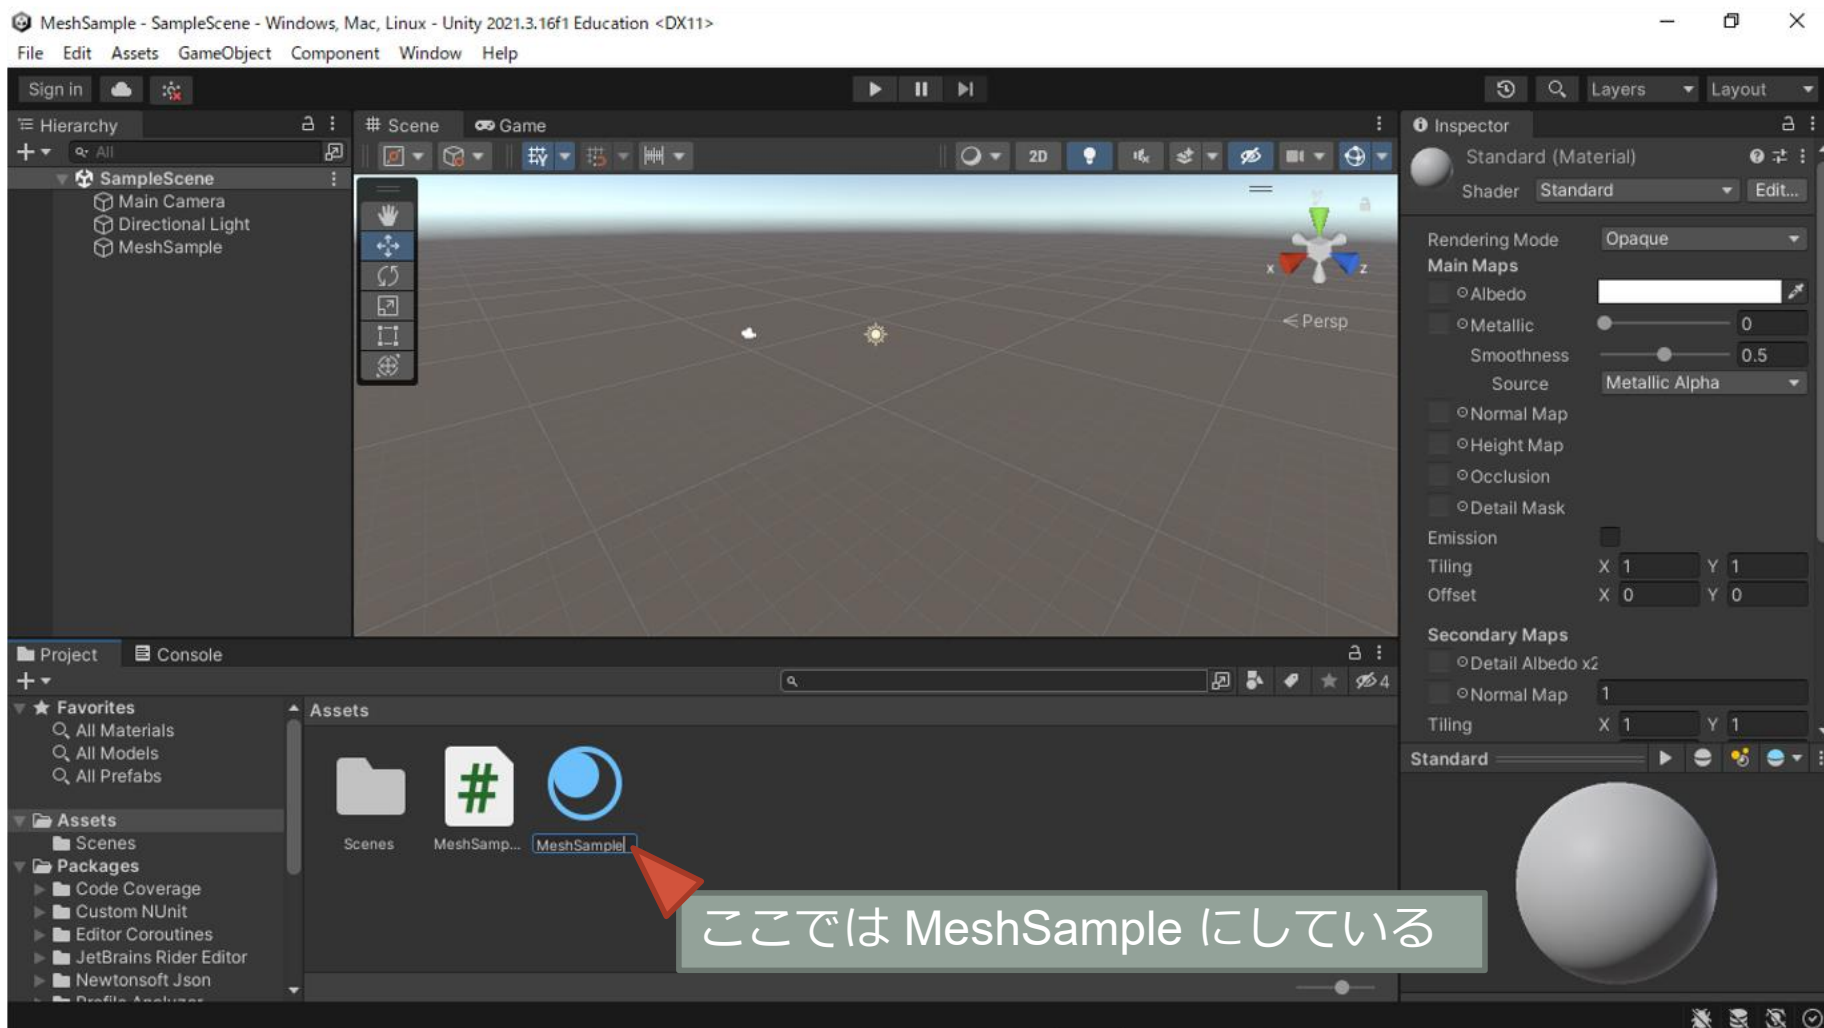 MeshSample - SampleScene - Windows, Mac, Linux - Unity 2021.3.16f1 Education <DX11>
File Edit Assets GameObject Component Window Help
Sign in
Layers
Layout
Hierarchy
Scene
Game
Inspector
All
2D
Standard (Material)
SampleScene
Shader Standard Edit...
Main Camera
Directional Light
MeshSample
Rendering Mode Opaque
Main Maps
x z
Albedo
Persp
Metallic 0
Smoothness 0.5
Source Metallic Alpha
Normal Map
Height Map
Occlusion
Detail Mask
Emission
Tiling X 1 Y 1
Offset X 0 Y 0
Secondary Maps
Detail Albedo x2
Normal Map 1
Tiling X 1 Y 1
Project
Console
4
Favorites
All Materials
All Models
All Prefabs
Assets
Scenes
Packages
Code Coverage
Custom NUnit
Editor Coroutines
JetBrains Rider Editor
Newtonsoft Json
Assets
#
Scenes MeshSamp... MeshSample
Standard
ここでは MeshSample にしている